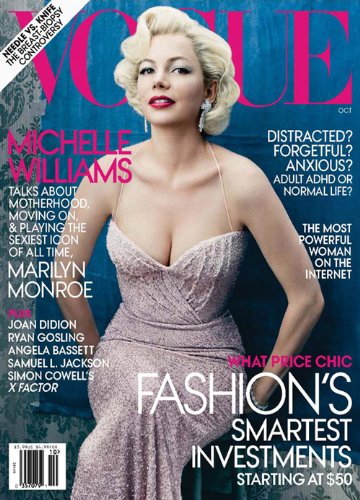 NEEDLE VS. KNIFE
THE BREAST-BIOPSY
CONTROVERSY
VOGUE
OCT
MICHELLE
WILLIAMS
TALKS ABOUT
MOTHERHOOD,
MOVING ON,
& PLAYING THE
SEXIEST ICON
OF ALL TIME,
MARILYN
MONROE
PLUS
JOAN DIDION
RYAN GOSLING
ANGELA BASSETT
SAMUEL L. JACKSON
SIMON COWELL'S
X FACTOR
DISTRACTED?
FORGETFUL?
ANXIOUS?
ADULT ADHD OR
NORMAL LIFE?
THE MOST
POWERFUL
WOMAN
ON THE
INTERNET
WHAT PRICE CHIC
FASHION'S
SMARTEST
INVESTMENTS
STARTING AT $50
10